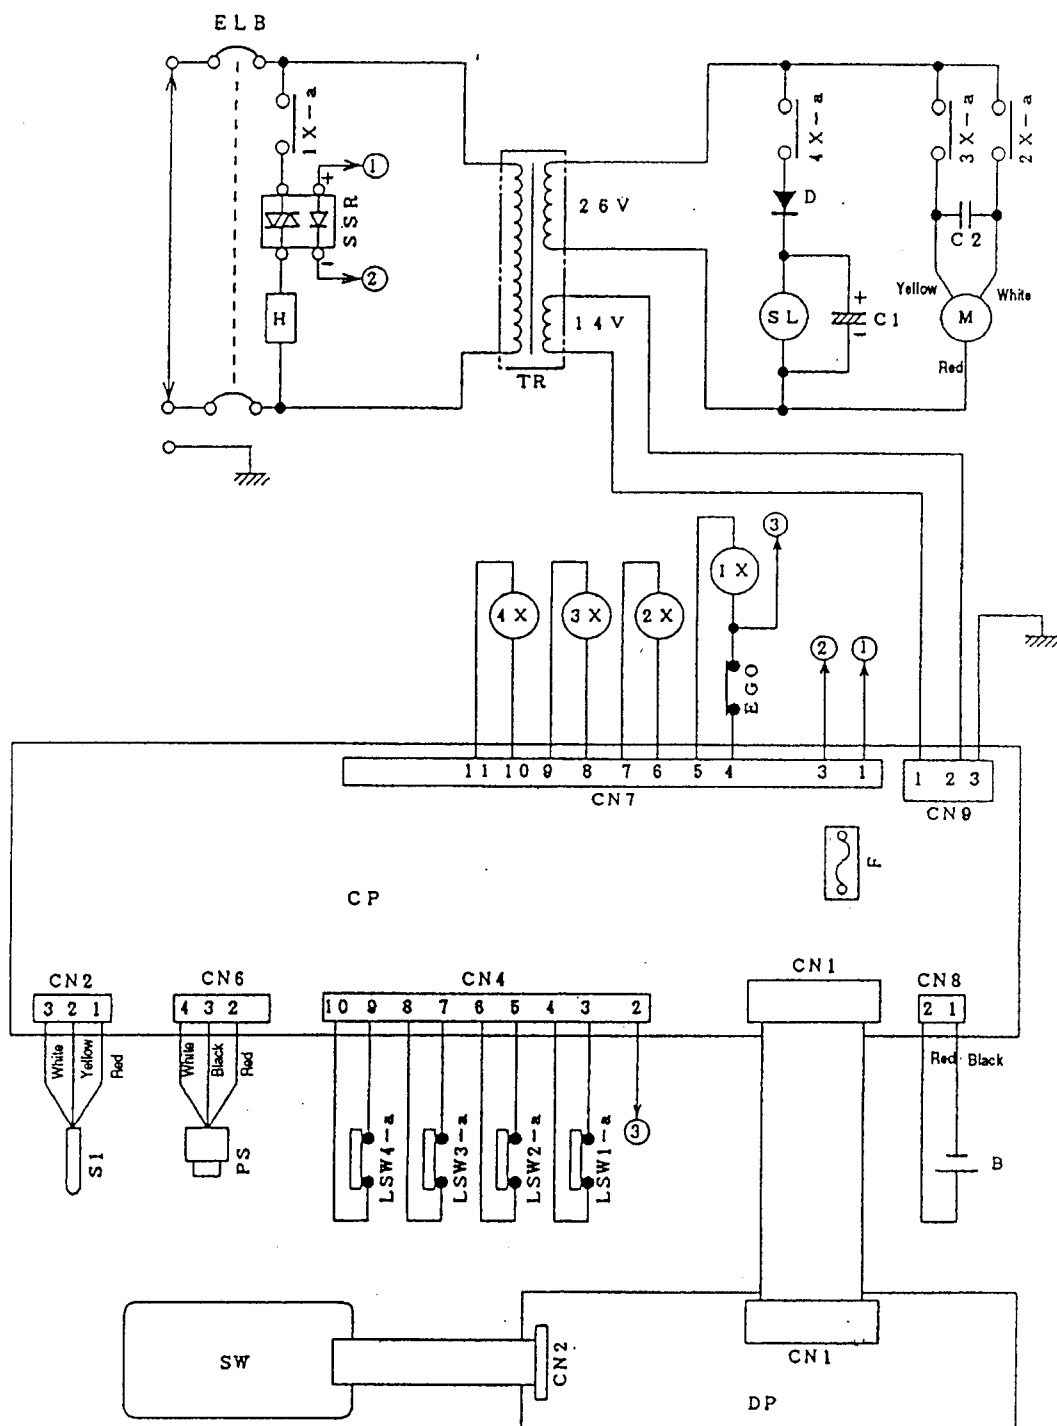 ELB
1X-a
+
1
SSR
-
2
H
TR
26V
14V
4X-a
D
SL
+
-
C1
3X-a
2X-a
C2
Yellow
White
M
Red
3
1X
4X
3X
2X
EGO
2
1
11 10 9 8 7 6 5 4 3 1
CN7
1 2 3
CN9
F
CP
CN2
3 2 1
White
Yellow
Red
S1
CN6
4 3 2
White
Black
Red
PS
CN4
10 9 8 7 6 5 4 3 2
LSW4-a
LSW3-a
LSW2-a
LSW1-a
3
CN1
CN8
2 1
Red
Black
B
SW
CN2
CN1
DP